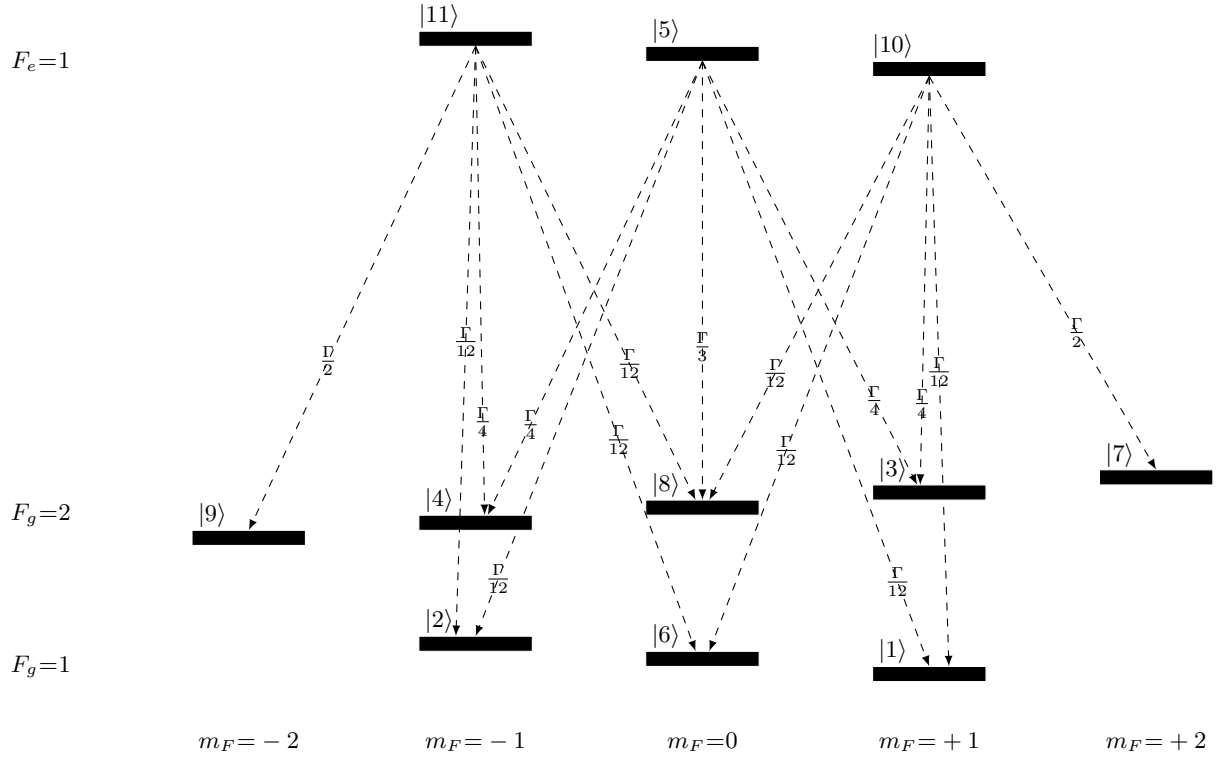 |11⟩
|5⟩
|10⟩
F_e=1
Γ/2
Γ/12
Γ/3
Γ/12
Γ/12
Γ/12
Γ/2
Γ/4
Γ/4
Γ/12
Γ/12
Γ/4
Γ/4
|9⟩
|4⟩
|8⟩
|3⟩
|7⟩
F_g=2
Γ/12
Γ/12
|2⟩
|6⟩
|1⟩
F_g=1
m_F=−2
m_F=−1
m_F=0
m_F=+1
m_F=+2